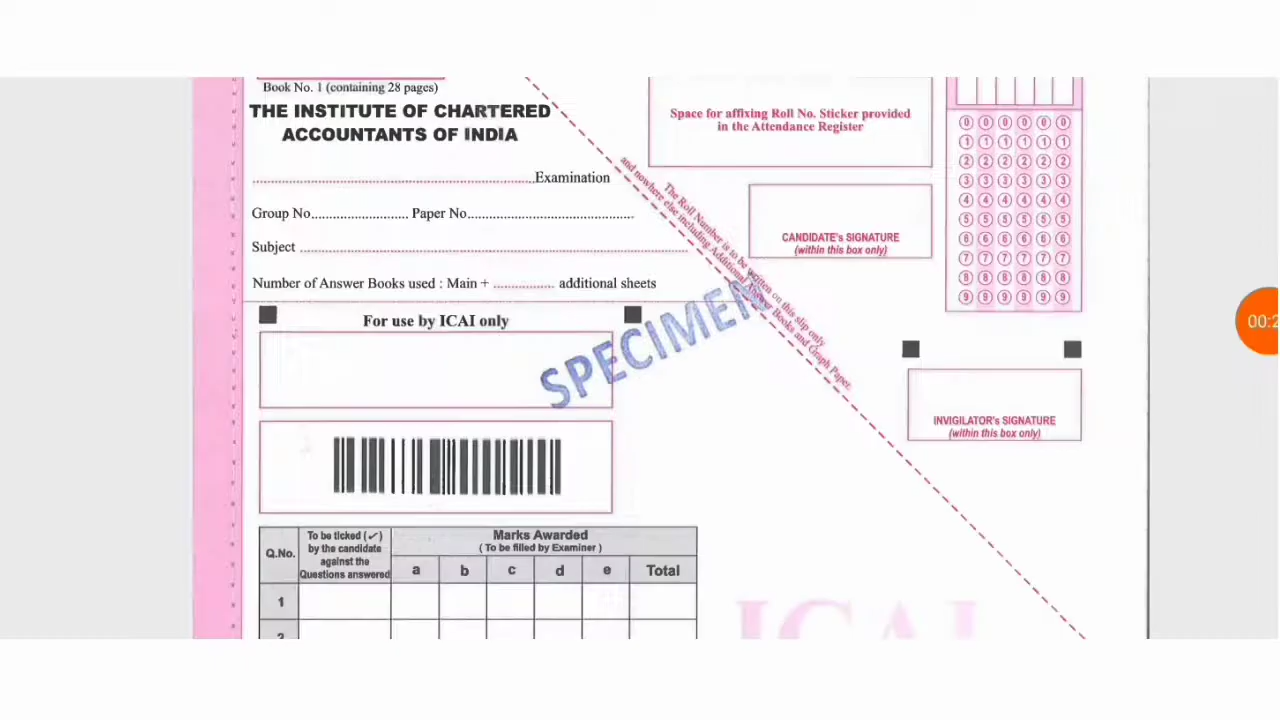 Book No. 1 (containing 28 pages)
THE INSTITUTE OF CHARTERED
ACCOUNTANTS OF INDIA
..............................Examination
Group No.......................... Paper No.............................................
Subject ..........................................................................
Number of Answer Books used : Main + ................ additional sheets
Space for affixing Roll No. Sticker provided
in the Attendance Register
The Roll Number is to be written on this slip only
and nowhere else including Additional Answer Books and Graph Paper.
CANDIDATE's SIGNATURE
(within this box only)
0 0 0 0 0 0
1 1 1 1 1 1
2 2 2 2 2 2
3 3 3 3 3 3
4 4 4 4 4 4
5 5 5 5 5 5
6 6 6 6 6 6
7 7 7 7 7 7
8 8 8 8 8 8
9 9 9 9 9 9
For use by ICAI only
SPECIMEN
INVIGILATOR's SIGNATURE
(within this box only)
00:2
Q.No.
To be ticked (✓)
by the candidate
against the
Questions answered
Marks Awarded
( To be filled by Examiner )
a b c d e Total
1
2
ICAI